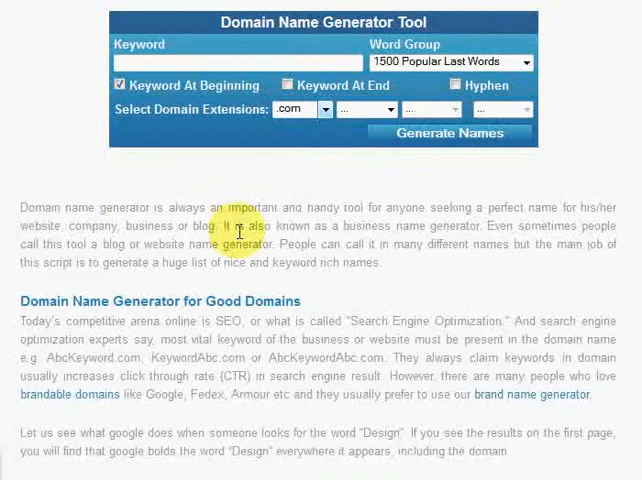 Domain Name Generator Tool
Keyword Word Group
1500 Popular Last Words
Keyword At Beginning Keyword At End Hyphen
Select Domain Extensions: .com ... ... ...
Generate Names
Domain name generator is always an important and handy tool for anyone seeking a perfect name for his/her
website, company, business or blog. It is also known as a business name generator. Even sometimes people
call this tool a blog or website name generator. People can call it in many different names but the main job of
this script is to generate a huge list of nice and keyword rich names.
Domain Name Generator for Good Domains
Today's competitive arena online is SEO, or what is called "Search Engine Optimization." And search engine
optimization experts say, most vital keyword of the business or website must be present in the domain name
e.g AbcKeyword.com, KeywordAbc.com or AbcKeywordAbc.com. They always claim keywords in domain
usually increases click through rate (CTR) in search engine result. However, there are many people who love
brandable domains like Google, Fedex, Armour etc and they usually prefer to use our brand name generator.
Let us see what google does when someone looks for the word "Design" If you see the results on the first page,
you will find that google bolds the word "Design" everywhere it appears, including the domain